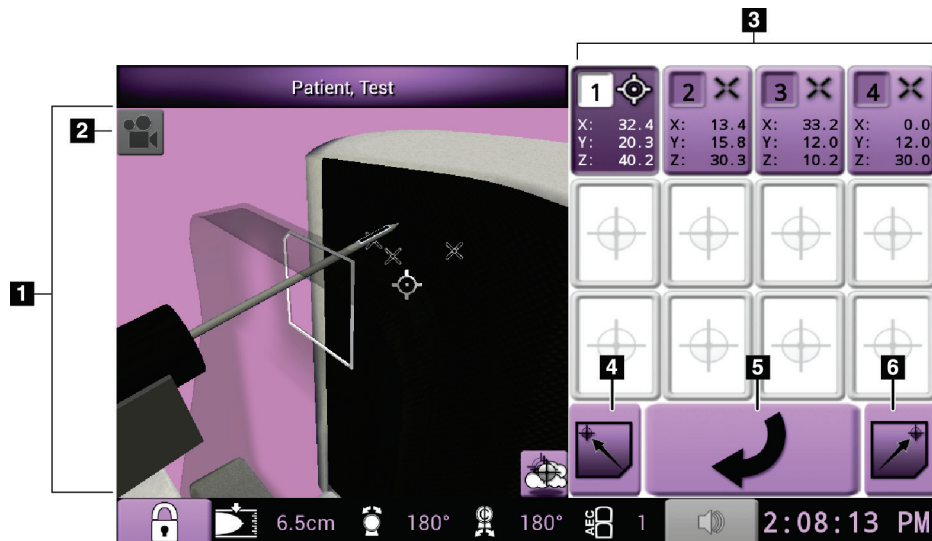 3
Patient, Test
1 2 3 4
X: 32.4 X: 13.4 X: 33.2 X: 0.0
Y: 20.3 Y: 15.8 Y: 12.0 Y: 12.0
Z: 40.2 Z: 30.3 Z: 10.2 Z: 30.0
2
1
4 5 6
6.5cm 180° C 180° AEC 1 2:08:13 PM